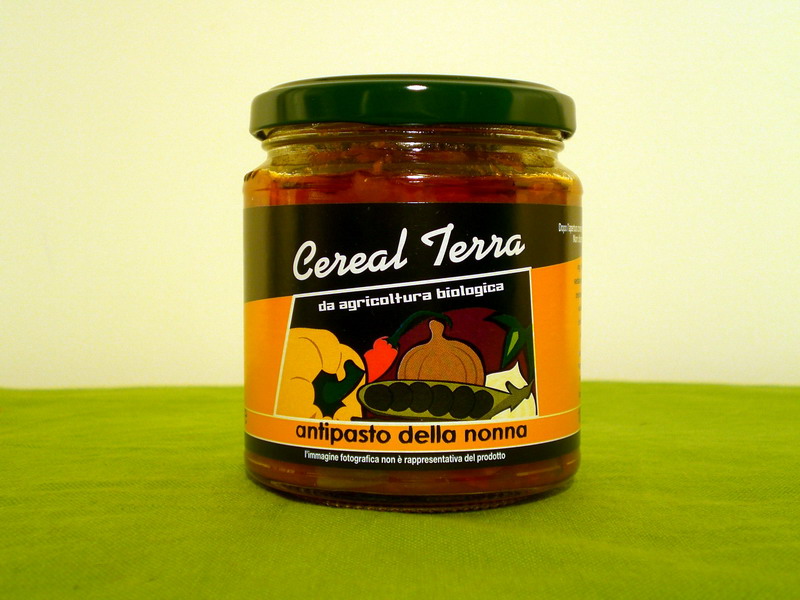 Cereal Terra
da agricoltura biologica
antipasto della nonna
l'immagine fotografica non è rappresentativa del prodotto